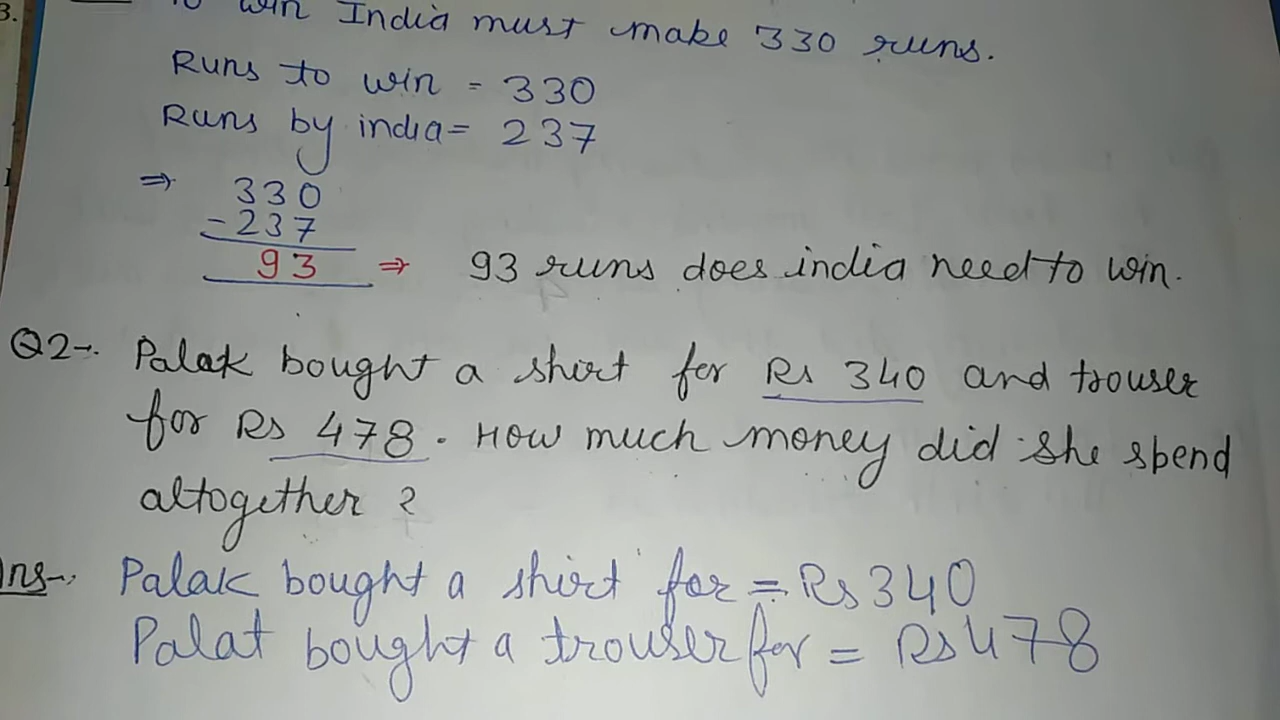 3.
To win India must make 330 runs.
Runs to win = 330
Runs by india = 237
⇒ 330
- 237
93 ⇒ 93 runs does india need to win.
Q2-. Palak bought a shirt for Rs 340 and trouser
for Rs 478. How much money did she spend
altogether ?
Ans-. Palak bought a shirt for = Rs 340
Palat bought a trouser for = Rs 478